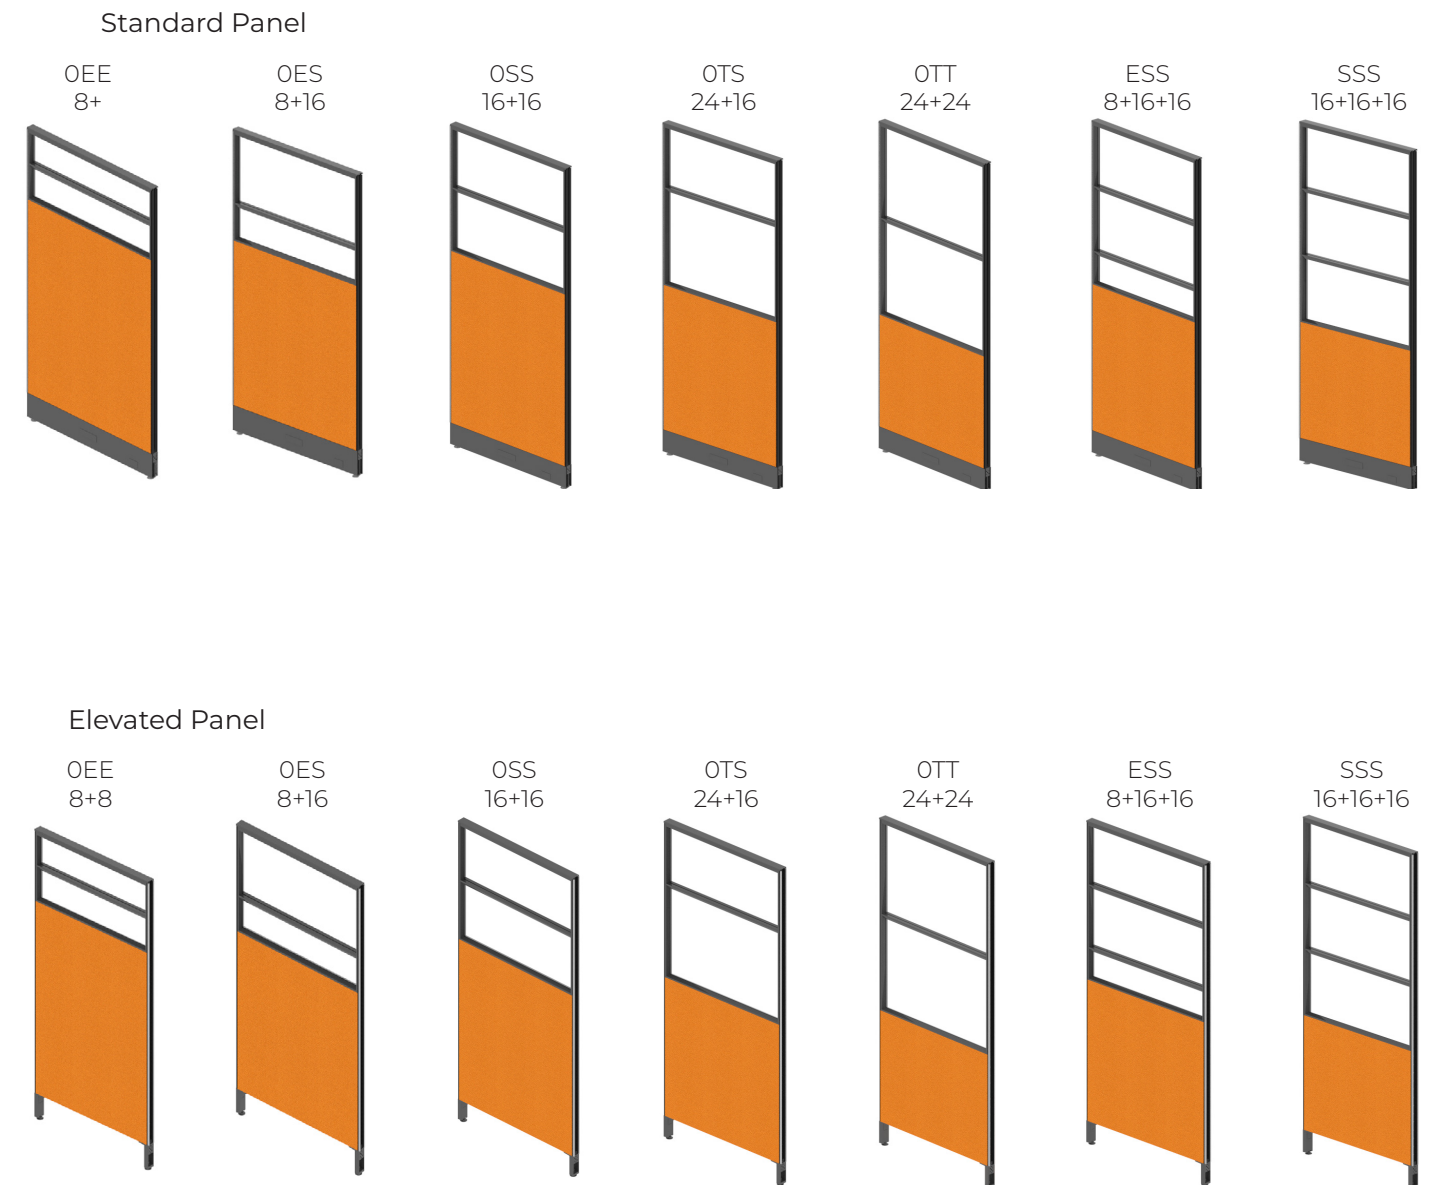 Standard Panel
0EE
8+
0ES
8+16
0SS
16+16
0TS
24+16
0TT
24+24
ESS
8+16+16
SSS
16+16+16
Elevated Panel
0EE
8+8
0ES
8+16
0SS
16+16
0TS
24+16
0TT
24+24
ESS
8+16+16
SSS
16+16+16